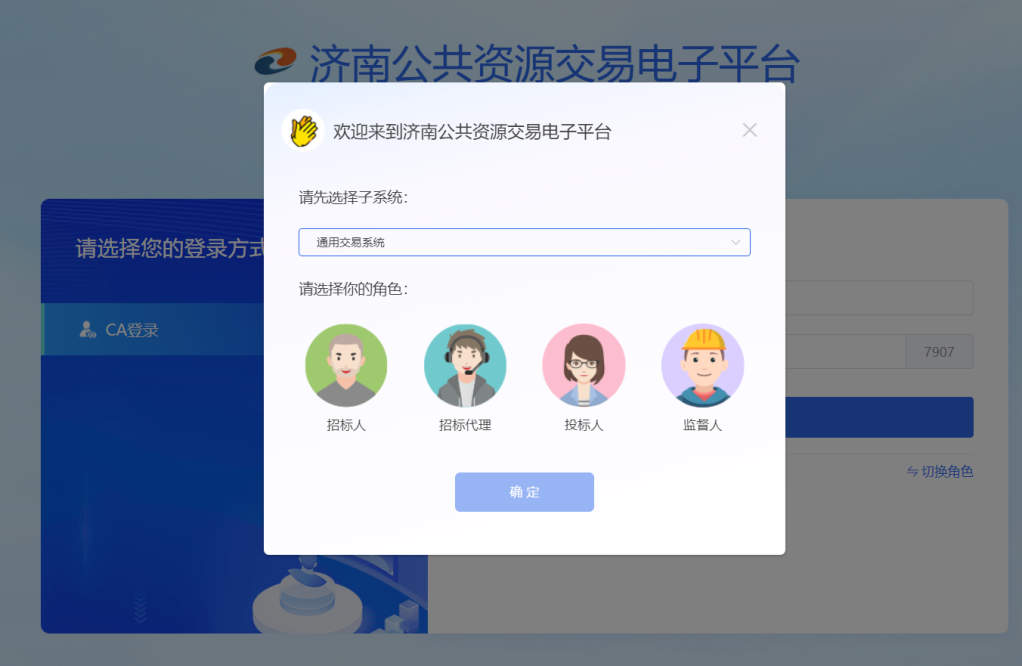 济南公共资源交易电子平台
欢迎来到济南公共资源交易电子平台
请先选择子系统：
通用交易系统
请选择你的角色：
招标人 招标代理 投标人 监督人
确定
请选择您的登录方式
CA登录
7907
切换角色